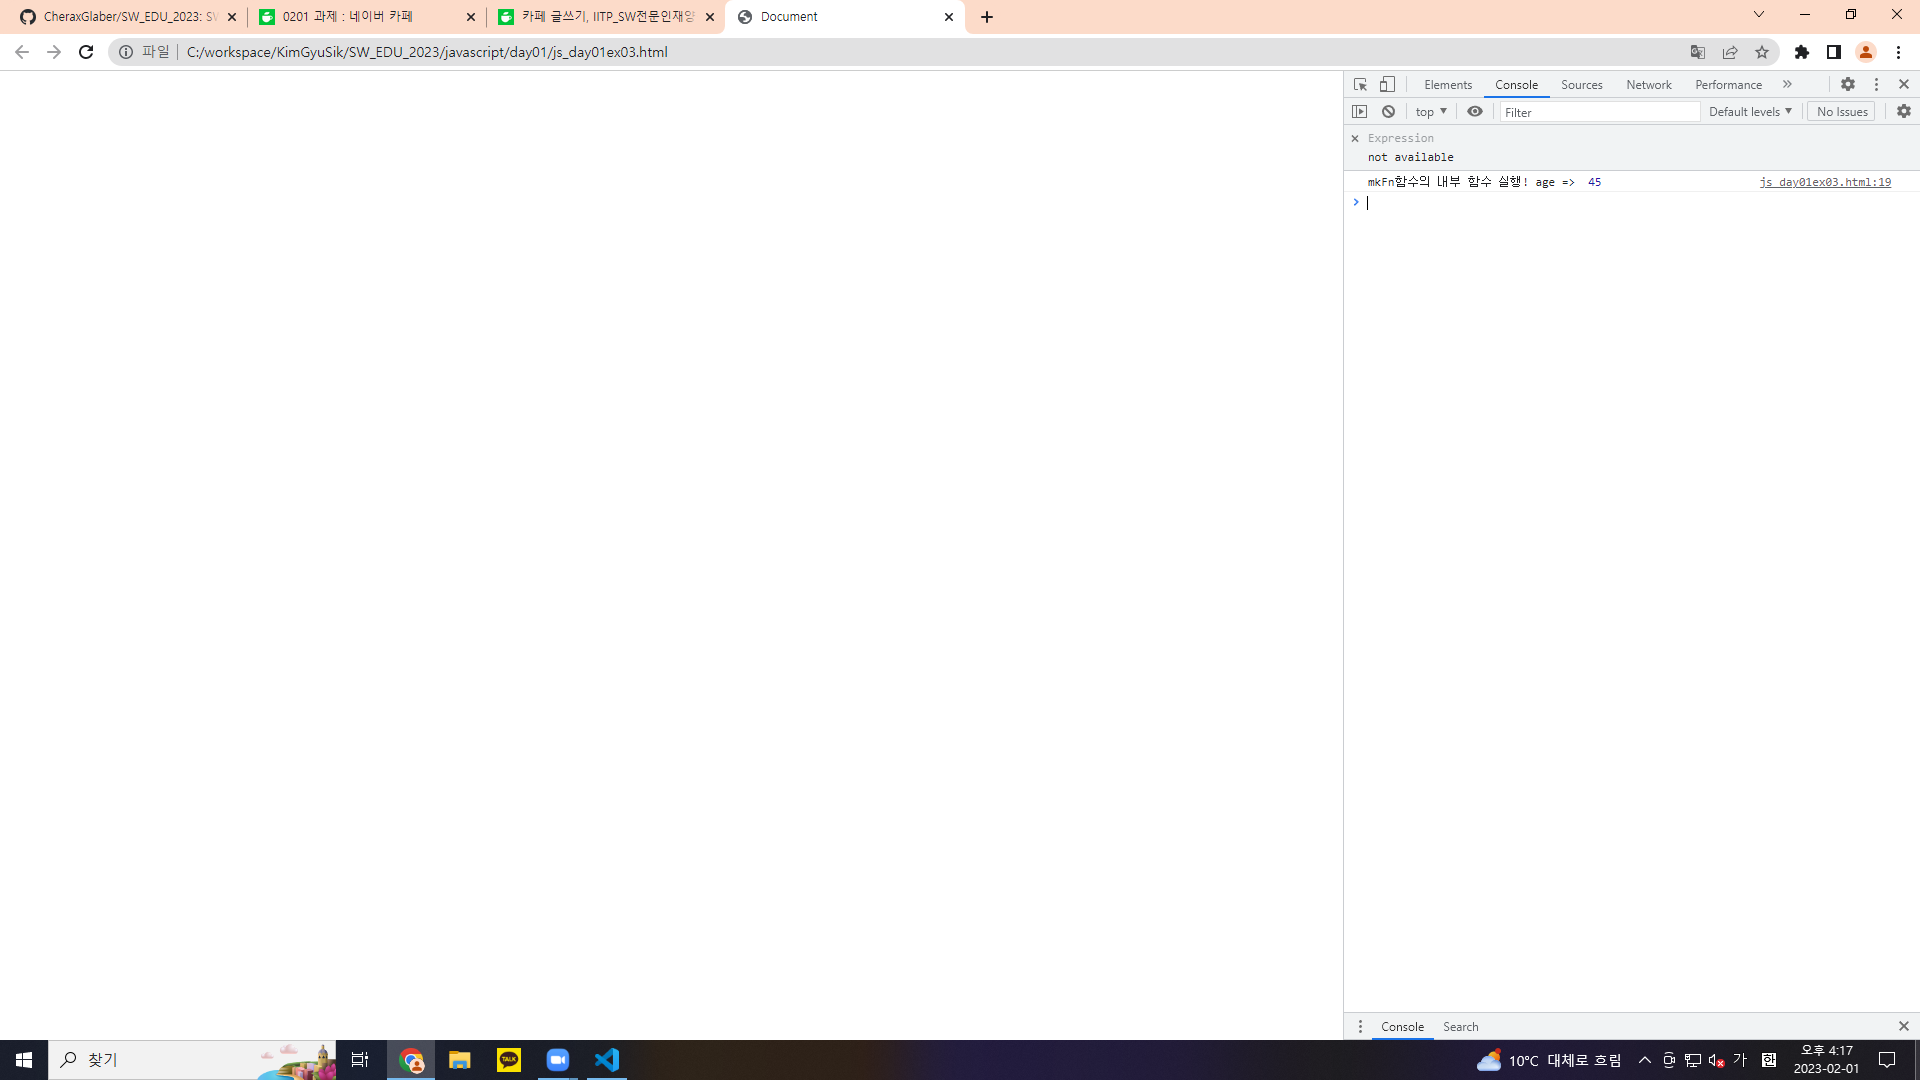 CheraxGlaber/SW_EDU_2023: SW
0201 과제 : 네이버 카페
카페 글쓰기, IITP_SW전문인재양
Document
파일
C:/workspace/KimGyuSik/SW_EDU_2023/javascript/day01/js_day01ex03.html
Elements
Console
Sources
Network
Performance
top
Filter
Default levels
No Issues
Expression
not available
mkFn함수의 내부 함수 실행! age => 45
js_day01ex03.html:19
Console
Search
찾기
TALK
10°C 대체로 흐림
가
한
오후 4:17
2023-02-01